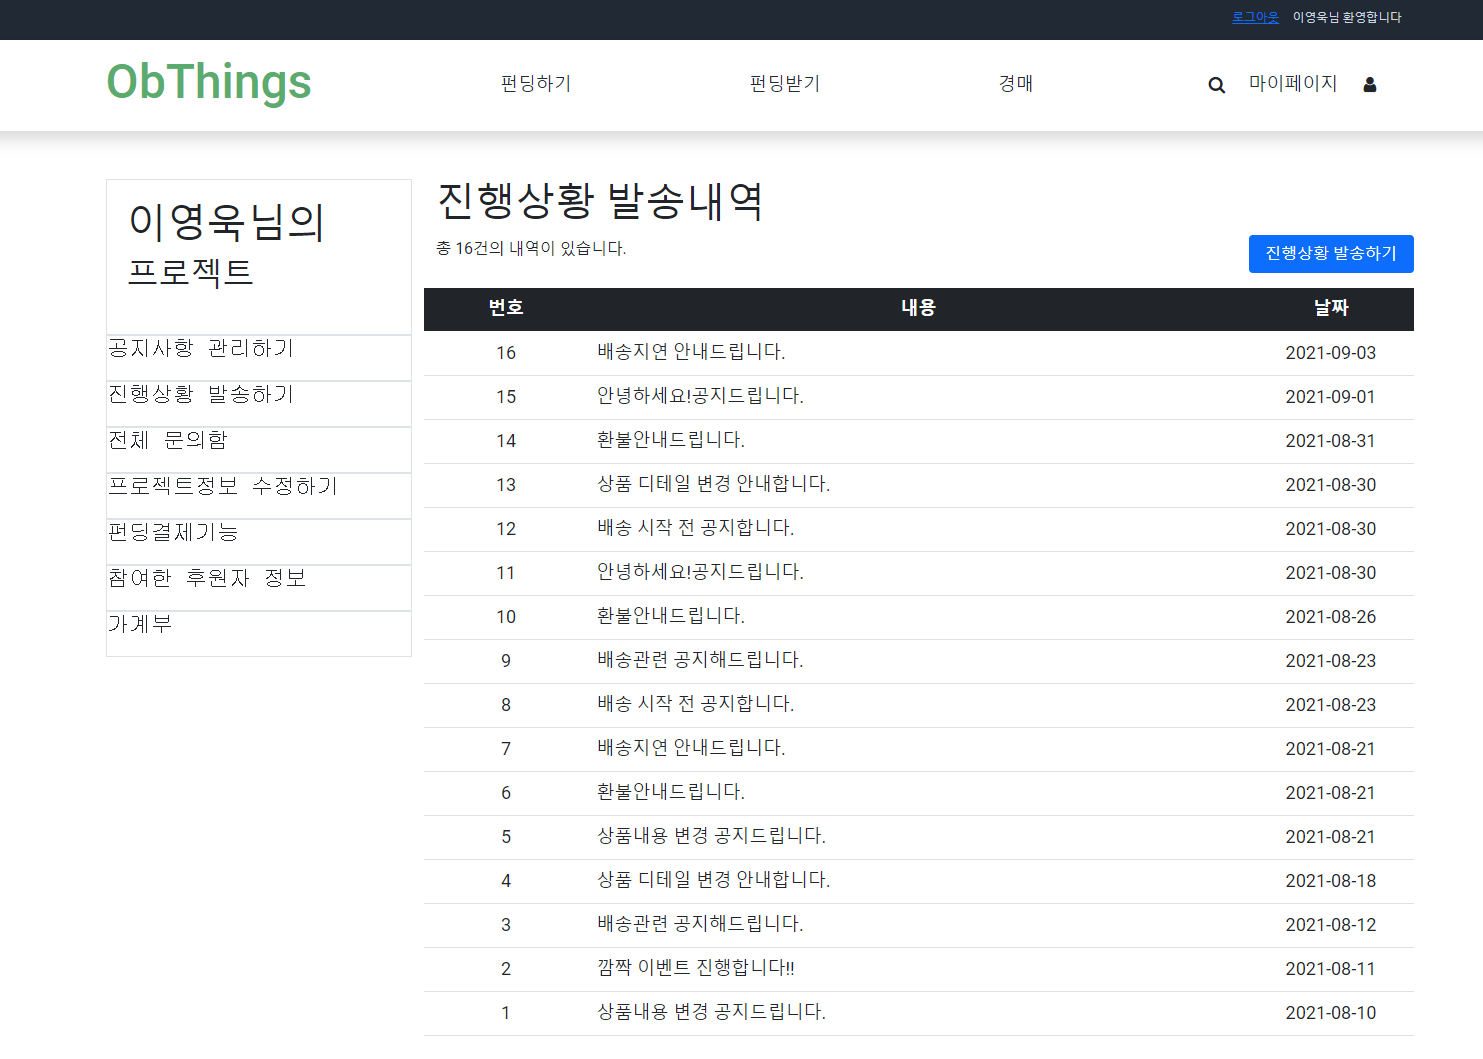 로그아웃 이영욱님 환영합니다
ObThings 펀딩하기 펀딩받기 경매 마이페이지
이영욱님의
프로젝트
공지사항 관리하기
진행상황 발송하기
전체 문의함
프로젝트정보 수정하기
펀딩결제기능
참여한 후원자 정보
가계부
진행상황 발송내역
총 16건의 내역이 있습니다.
진행상황 발송하기
번호 내용 날짜
16 배송지연 안내드립니다. 2021-09-03
15 안녕하세요!공지드립니다. 2021-09-01
14 환불안내드립니다. 2021-08-31
13 상품 디테일 변경 안내합니다. 2021-08-30
12 배송 시작 전 공지합니다. 2021-08-30
11 안녕하세요!공지드립니다. 2021-08-30
10 환불안내드립니다. 2021-08-26
9 배송관련 공지해드립니다. 2021-08-23
8 배송 시작 전 공지합니다. 2021-08-23
7 배송지연 안내드립니다. 2021-08-21
6 환불안내드립니다. 2021-08-21
5 상품내용 변경 공지드립니다. 2021-08-21
4 상품 디테일 변경 안내합니다. 2021-08-18
3 배송관련 공지해드립니다. 2021-08-12
2 깜짝 이벤트 진행합니다!! 2021-08-11
1 상품내용 변경 공지드립니다. 2021-08-10